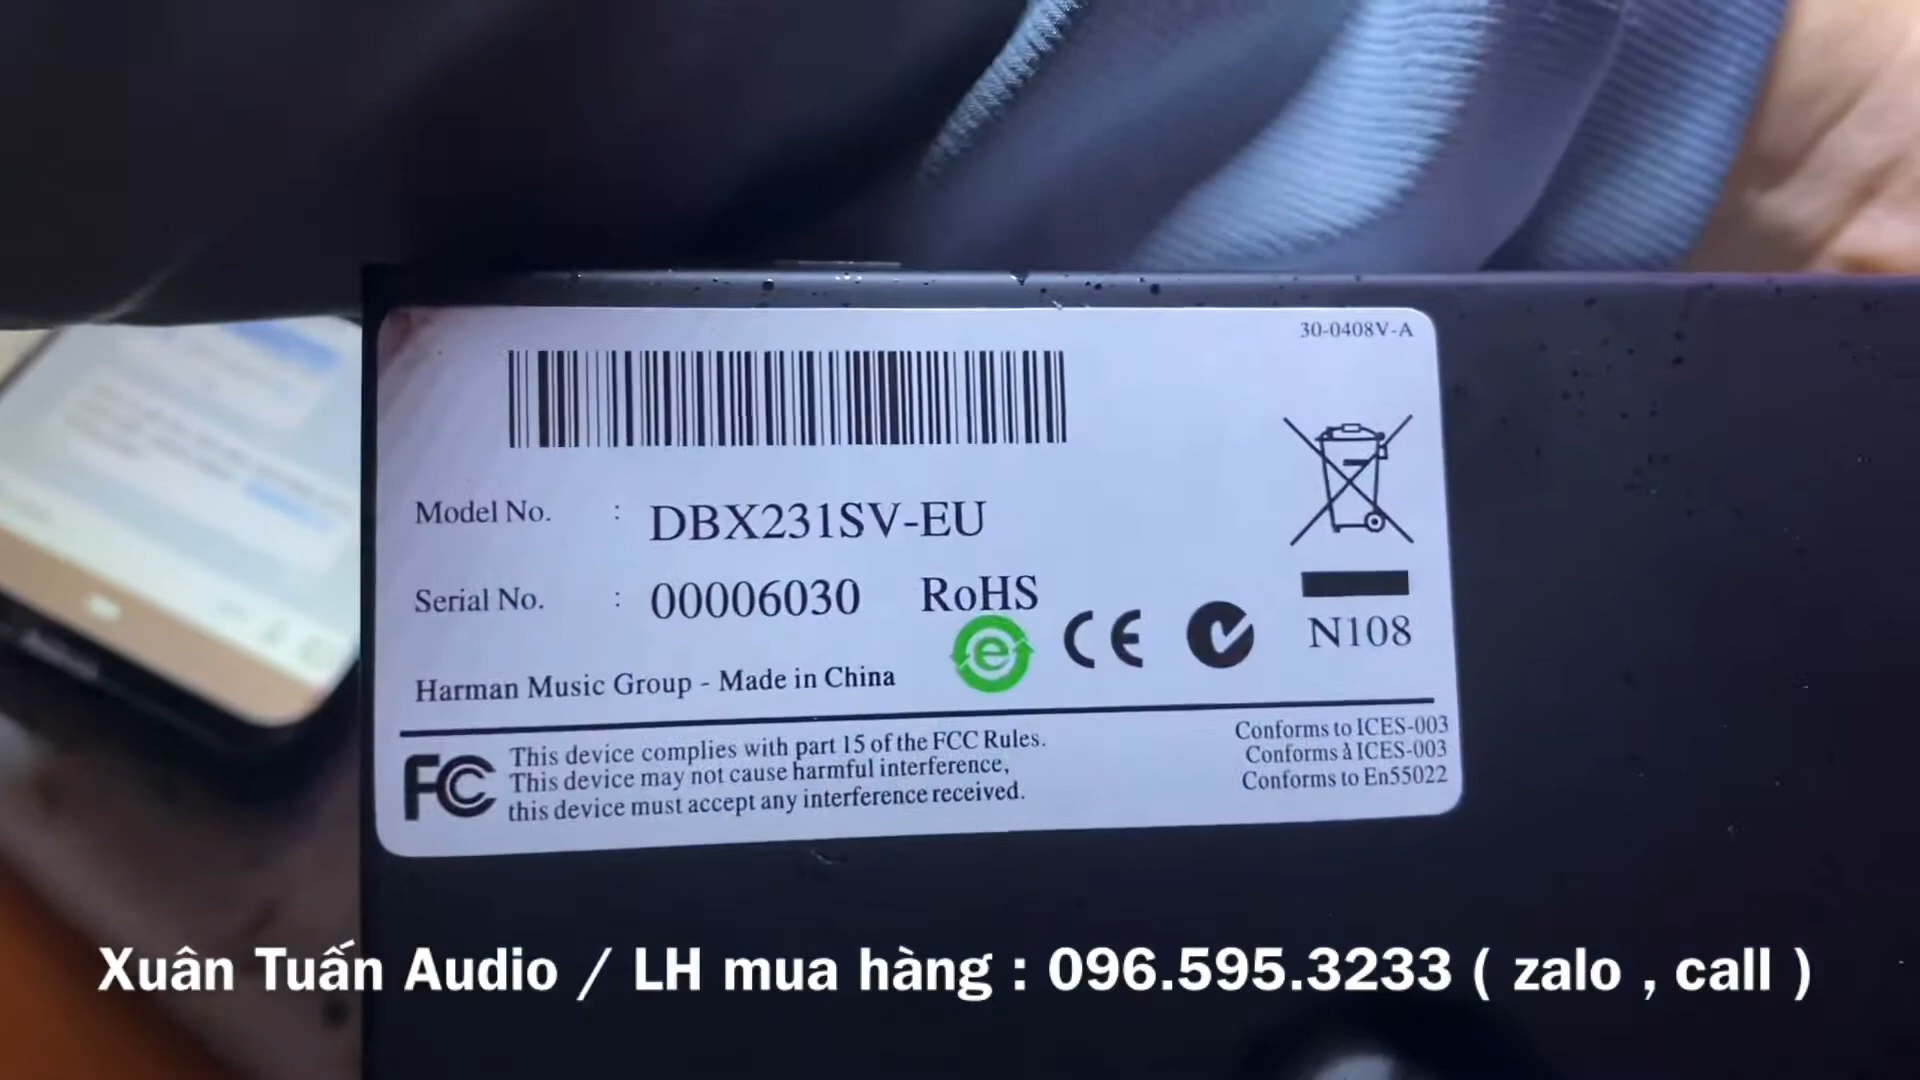 30-0408V-A
Model No. : DBX231SV-EU
Serial No. : 00006030 RoHS
e
CE
N108
Harman Music Group - Made in China
FC This device complies with part 15 of the FCC Rules.
This device may not cause harmful interference,
this device must accept any interference received.
Conforms to ICES-003
Conforms à ICES-003
Conforms to En55022
Xuân Tuấn Audio / LH mua hàng : 096.595.3233 ( zalo , call )